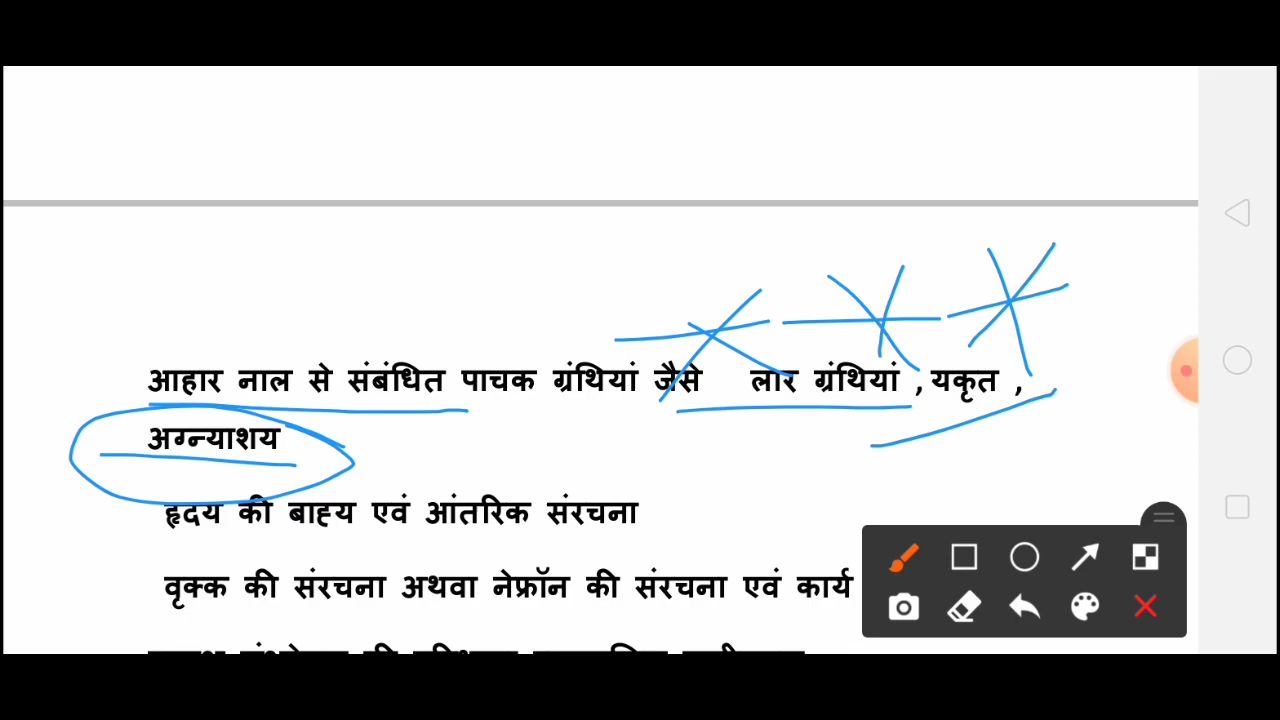 आहार नाल से संबंधित पाचक ग्रंथियां जैसे लार ग्रंथियां , यकृत ,
अग्न्याशय
हृदय की बाह्य एवं आंतरिक संरचना
वृक्क की संरचना अथवा नेफ्रॉन की संरचना एवं कार्य